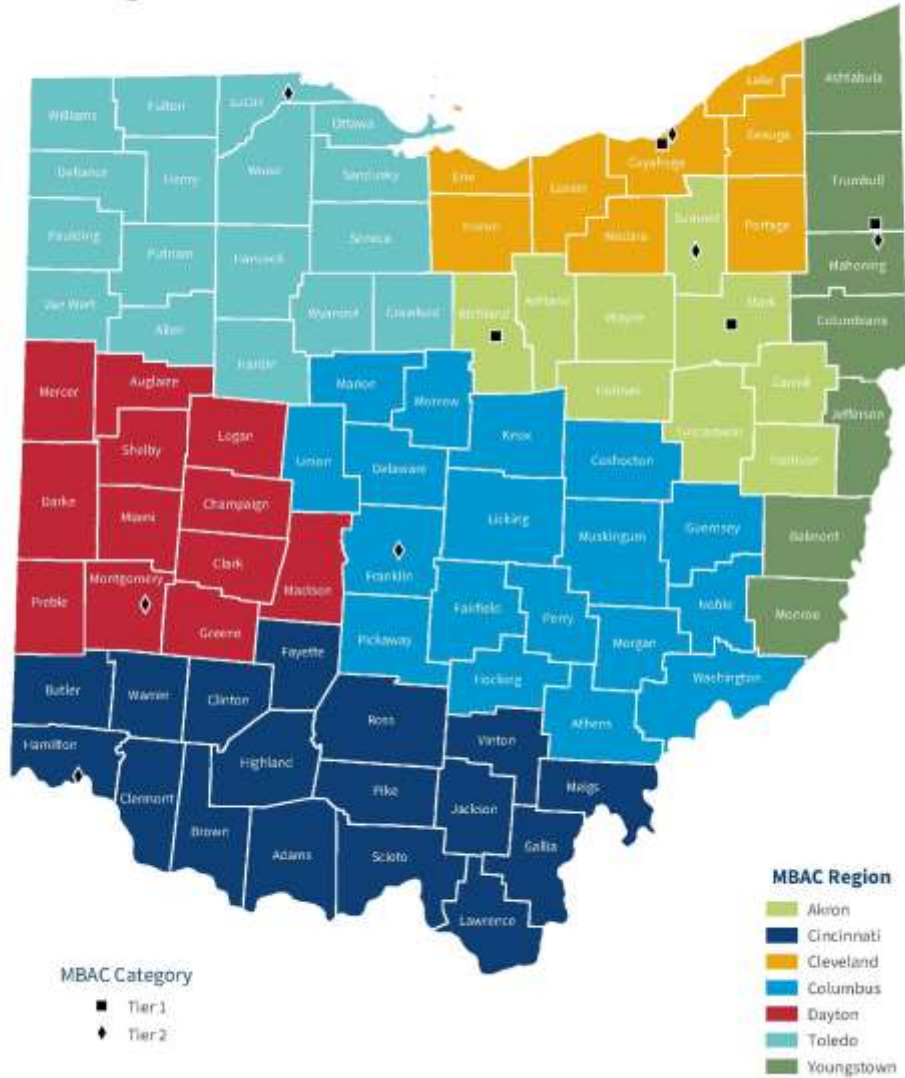 Ashtabula
Lake
Williams
Fulton
Lucas
Ottawa
Geauga
Cuyahoga
Defiance
Henry
Wood
Sandusky
Erie
Lorain
Trumbull
Summit
Paulding
Putnam
Hancock
Seneca
Huron
Medina
Portage
Mahoning
Van Wert
Allen
Wyandot
Crawford
Richland
Ashland
Wayne
Stark
Columbiana
Hardin
Mercer
Auglaize
Marion
Morrow
Holmes
Carroll
Jefferson
Logan
Knox
Tuscarawas
Shelby
Union
Delaware
Coshocton
Harrison
Darke
Champaign
Miami
Licking
Muskingum
Guernsey
Belmont
Clark
Montgomery
Franklin
Preble
Madison
Fairfield
Perry
Noble
Monroe
Greene
Pickaway
Morgan
Fayette
Hocking
Washington
Butler
Warren
Clinton
Ross
Athens
Hamilton
Vinton
Highland
Clermont
Pike
Meigs
Jackson
Brown
Adams
Scioto
Gallia
Lawrence
MBAC Region
Akron
Cincinnati
Cleveland
Columbus
Dayton
Toledo
Youngstown
MBAC Category
Tier 1
Tier 2